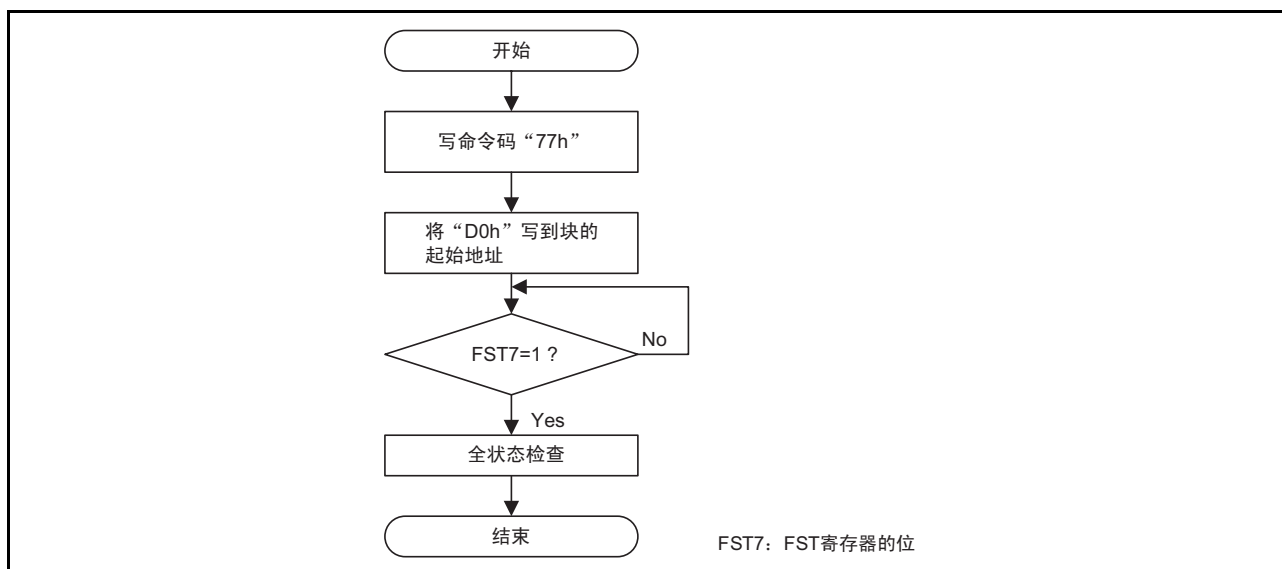 开始
写命令码“77h”
将“D0h”写到块的
起始地址
FST7=1 ?
No
Yes
全状态检查
结束
FST7：FST寄存器的位